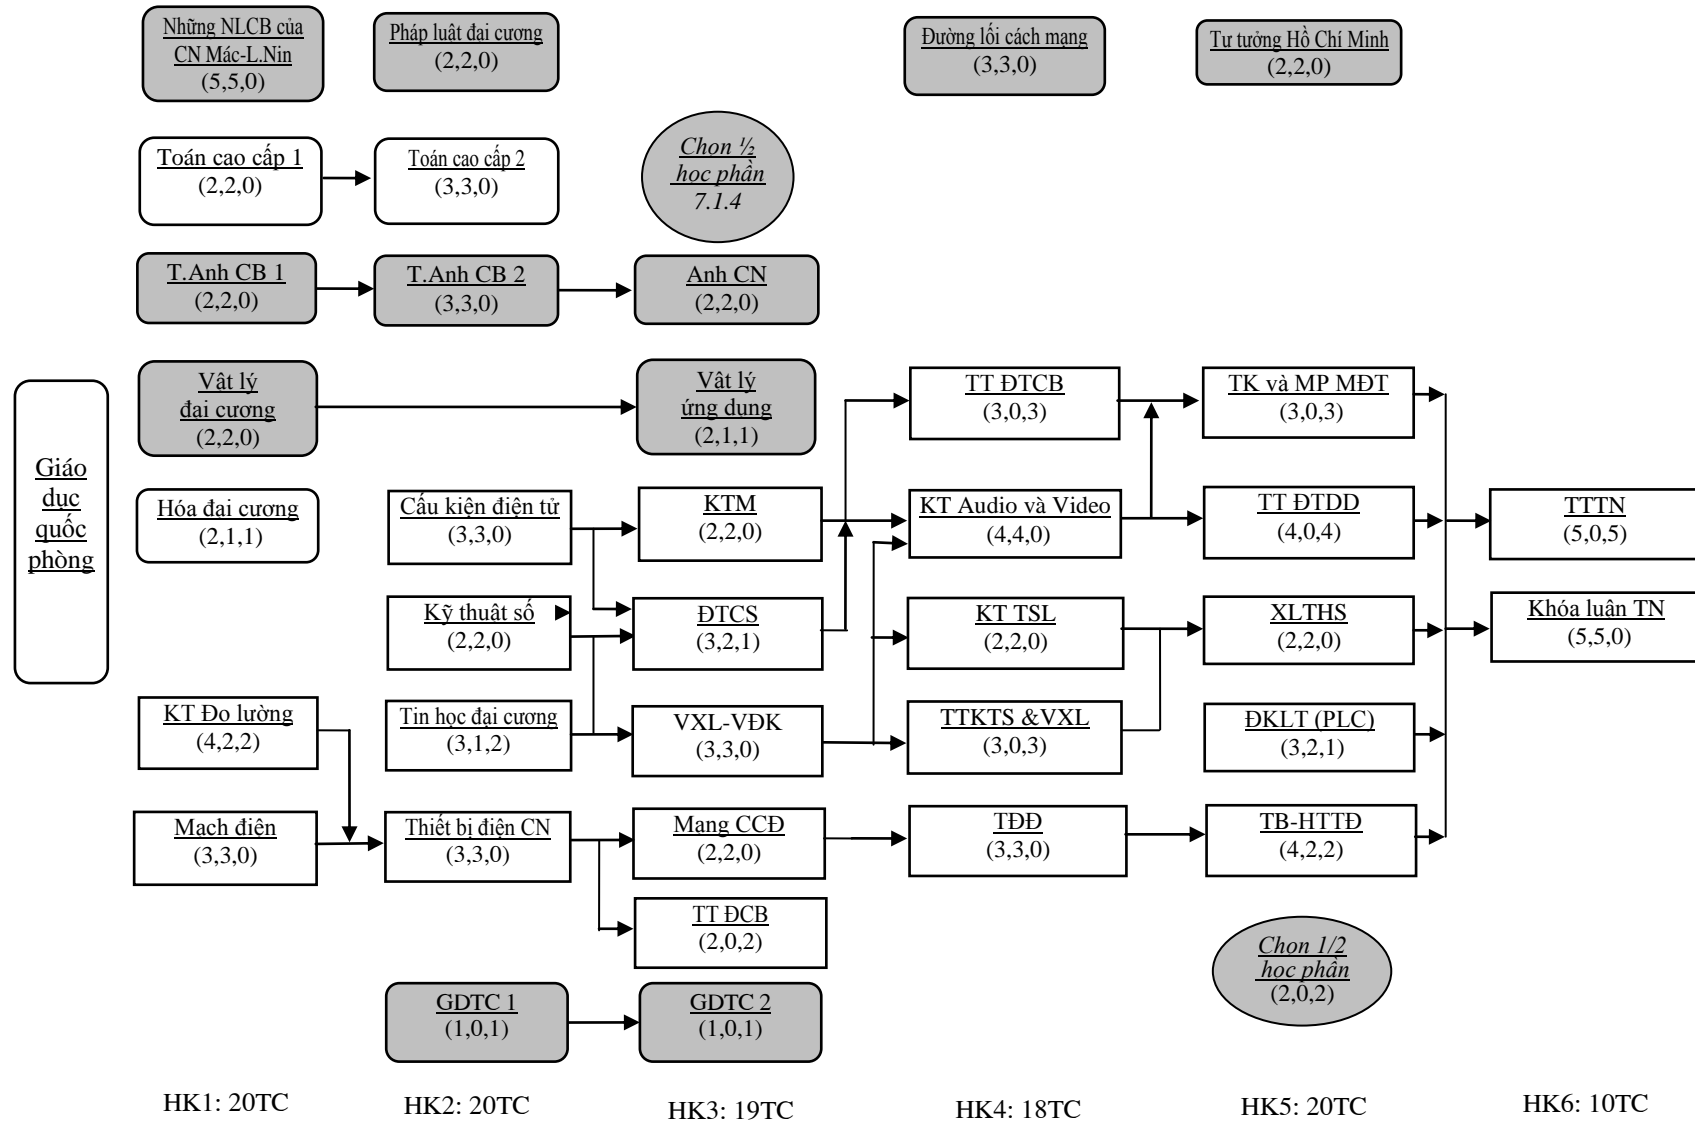 Những NLCB của
CN Mác-L.Nin
(5,5,0)
Pháp luật đại cương
(2,2,0)
Đường lối cách mạng
(3,3,0)
Tư tưởng Hồ Chí Minh
(2,2,0)
Toán cao cấp 1
(2,2,0)
Toán cao cấp 2
(3,3,0)
Chọn ½
học phần
7.1.4
T.Anh CB 1
(2,2,0)
T.Anh CB 2
(3,3,0)
Anh CN
(2,2,0)
Giáo
dục
quốc
phòng
Vật lý
đại cương
(2,2,0)
Vật lý
ứng dụng
(2,1,1)
TT ĐTCB
(3,0,3)
TK và MP MĐT
(3,0,3)
Hóa đại cương
(2,1,1)
Cấu kiện điện tử
(3,3,0)
KTM
(2,2,0)
KT Audio và Video
(4,4,0)
TT ĐTDD
(4,0,4)
TTTN
(5,0,5)
Kỹ thuật số
(2,2,0)
ĐTCS
(3,2,1)
KT TSL
(2,2,0)
XLTHS
(2,2,0)
Khóa luận TN
(5,5,0)
KT Đo lường
(4,2,2)
Tin học đại cương
(3,1,2)
VXL-VĐK
(3,3,0)
TTKTS &VXL
(3,0,3)
ĐKLT (PLC)
(3,2,1)
Mạch điện
(3,3,0)
Thiết bị điện CN
(3,3,0)
Mạng CCĐ
(2,2,0)
TĐĐ
(3,3,0)
TB-HTTĐ
(4,2,2)
TT ĐCB
(2,0,2)
Chọn 1/2
học phần
(2,0,2)
GDTC 1
(1,0,1)
GDTC 2
(1,0,1)
HK1: 20TC
HK2: 20TC
HK3: 19TC
HK4: 18TC
HK5: 20TC
HK6: 10TC